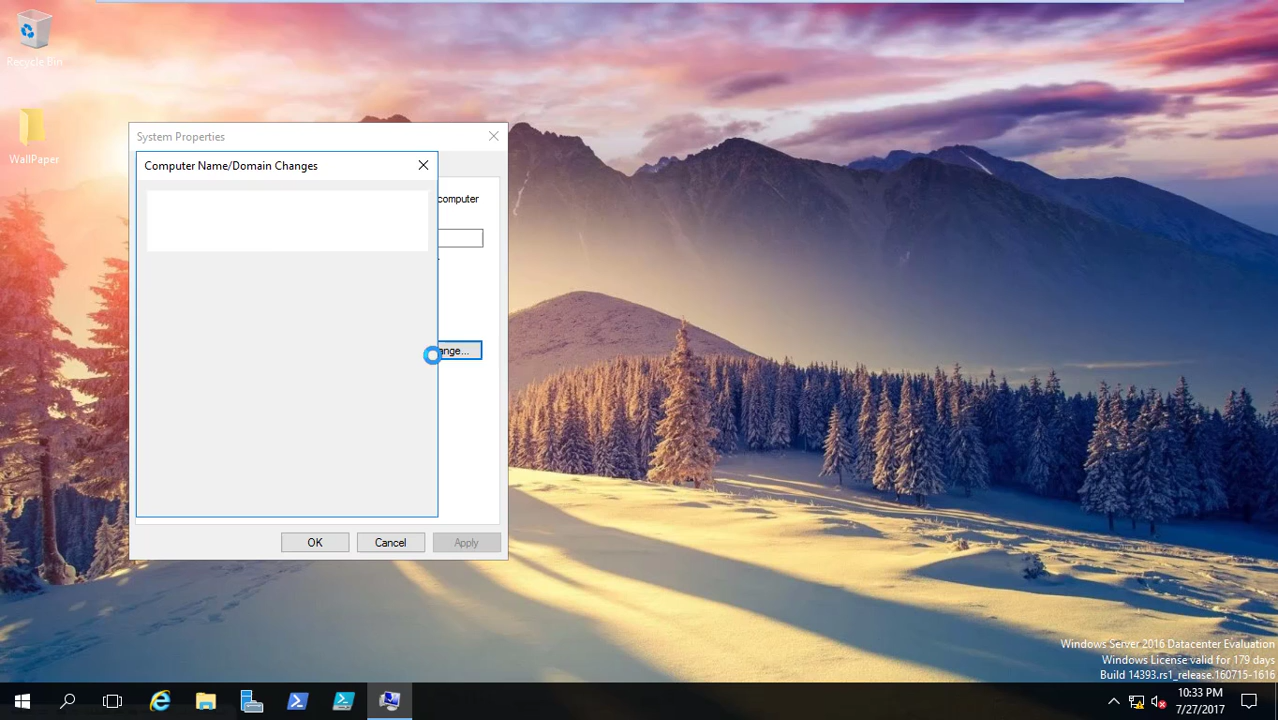 Recycle Bin
WallPaper
System Properties
Computer Name/Domain Changes
computer
ange...
OK
Cancel
Apply
Windows Server 2016 Datacenter Evaluation
Windows License valid for 179 days
Build 14393.rs1_release.160715-1616
10:33 PM
7/27/2017